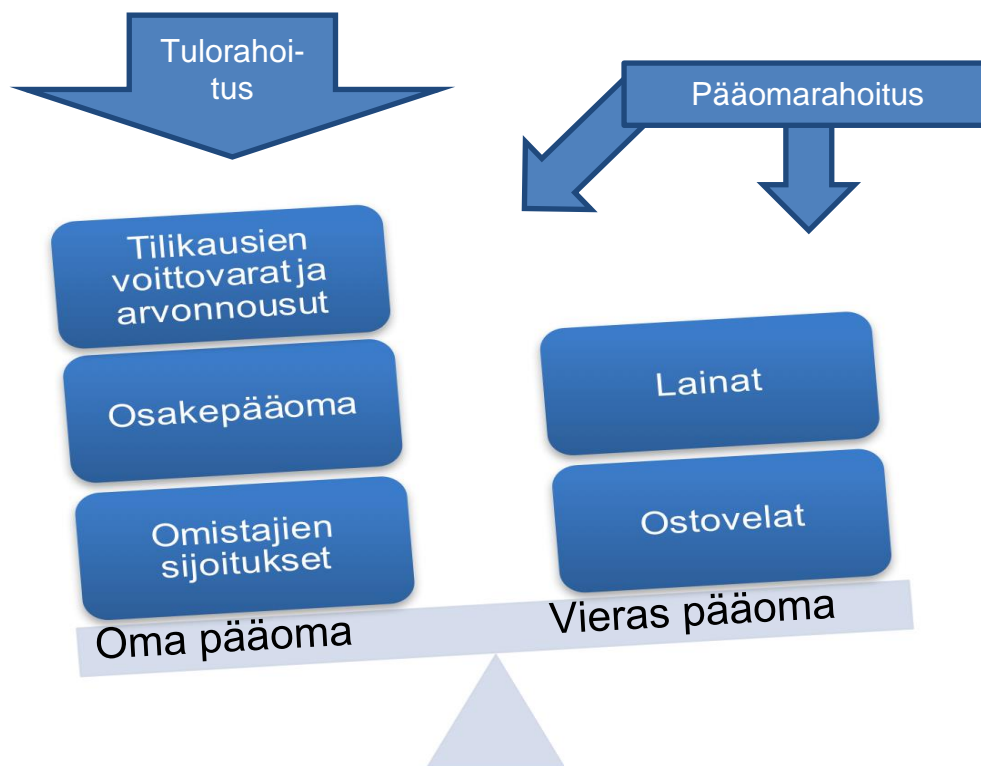 Tulorahoi-
tus
Pääomarahoitus
Tilikausien
voittovarat ja
arvonnousut
Osakepääoma
Omistajien
sijoitukset
Oma pääoma
Lainat
Ostovelat
Vieras pääoma